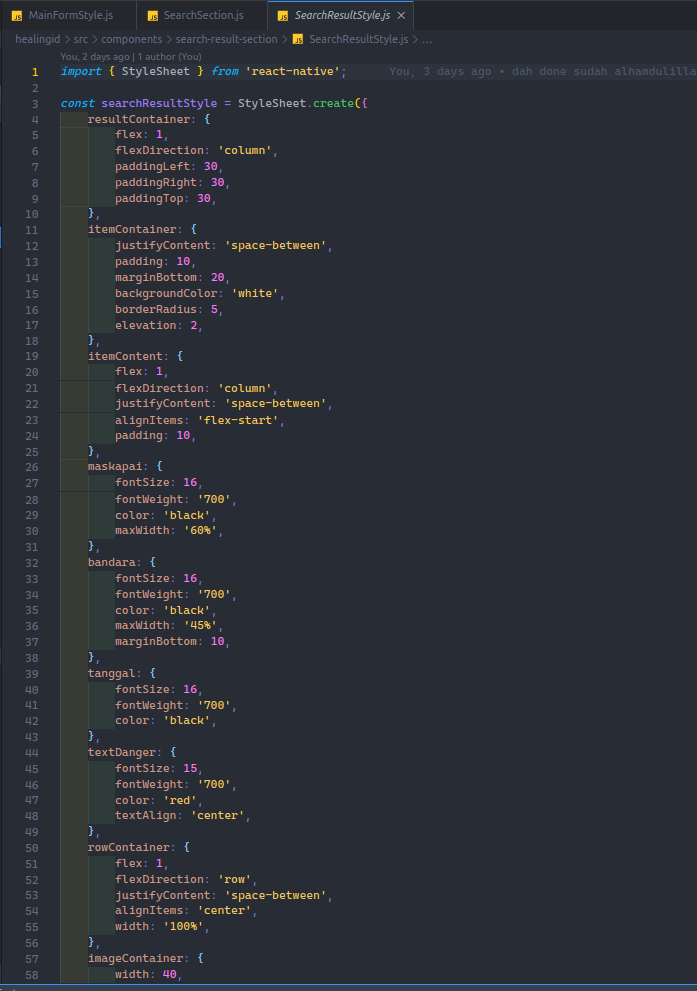 JS MainFormStyle.js JS SearchSection.js JS SearchResultStyle.js ×
healingid > src > components > search-result-section > JS SearchResultStyle.js > ...
You, 2 days ago | 1 author (You)
1 import { StyleSheet } from 'react-native'; You, 3 days ago • dah done sudah alhamdulilla
2
3 const searchResultStyle = StyleSheet.create({
4 resultContainer: {
5 flex: 1,
6 flexDirection: 'column',
7 paddingLeft: 30,
8 paddingRight: 30,
9 paddingTop: 30,
10 },
11 itemContainer: {
12 justifyContent: 'space-between',
13 padding: 10,
14 marginBottom: 20,
15 backgroundColor: 'white',
16 borderRadius: 5,
17 elevation: 2,
18 },
19 itemContent: {
20 flex: 1,
21 flexDirection: 'column',
22 justifyContent: 'space-between',
23 alignItems: 'flex-start',
24 padding: 10,
25 },
26 maskapai: {
27 fontSize: 16,
28 fontWeight: '700',
29 color: 'black',
30 maxWidth: '60%',
31 },
32 bandara: {
33 fontSize: 16,
34 fontWeight: '700',
35 color: 'black',
36 maxWidth: '45%',
37 marginBottom: 10,
38 },
39 tanggal: {
40 fontSize: 16,
41 fontWeight: '700',
42 color: 'black',
43 },
44 textDanger: {
45 fontSize: 15,
46 fontWeight: '700',
47 color: 'red',
48 textAlign: 'center',
49 },
50 rowContainer: {
51 flex: 1,
52 flexDirection: 'row',
53 justifyContent: 'space-between',
54 alignItems: 'center',
55 width: '100%',
56 },
57 imageContainer: {
58 width: 40,